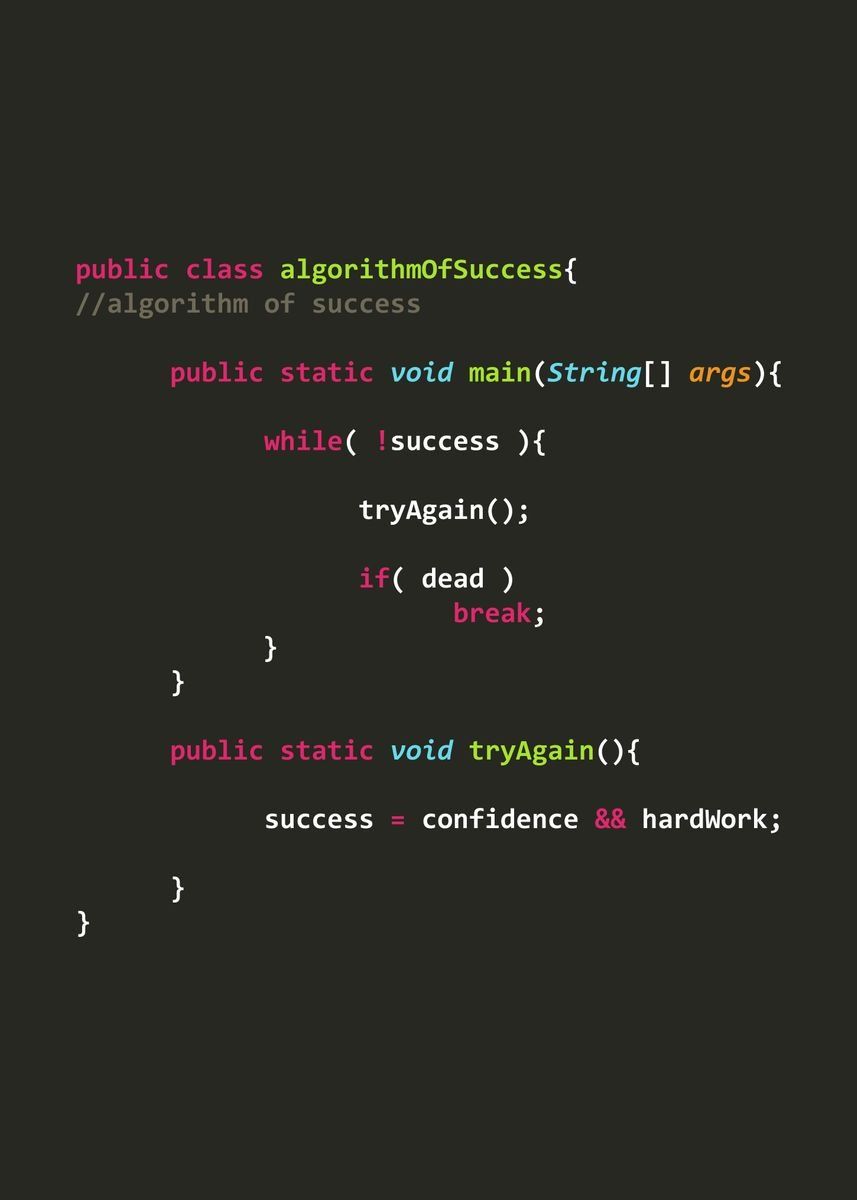 public class algorithmOfSuccess{
//algorithm of success
public static void main(String[] args){
while( !success ){
tryAgain();
if( dead )
break;
}
}
public static void tryAgain(){
success = confidence && hardWork;
}
}